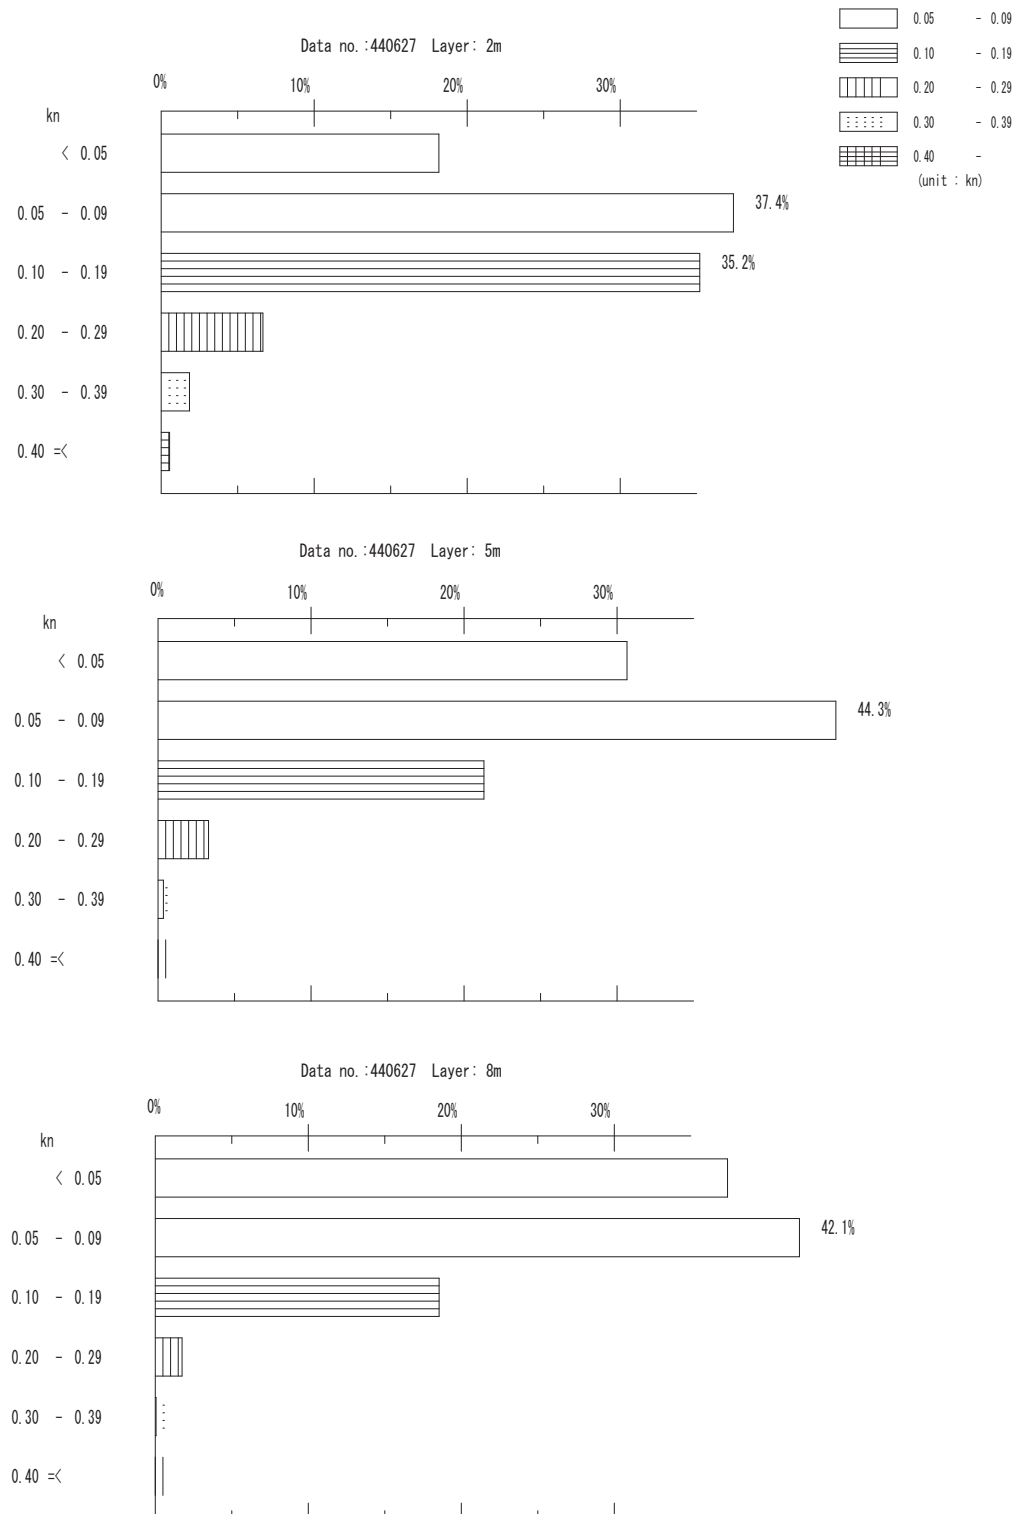 0.05 - 0.09
0.10 - 0.19
0.20 - 0.29
0.30 - 0.39
0.40 -
(unit : kn)
Data no.:440627 Layer: 2m
0% 10% 20% 30%
kn
< 0.05
0.05 - 0.09 37.4%
0.10 - 0.19 35.2%
0.20 - 0.29
0.30 - 0.39
0.40 =<
Data no.:440627 Layer: 5m
0% 10% 20% 30%
kn
< 0.05
0.05 - 0.09 44.3%
0.10 - 0.19
0.20 - 0.29
0.30 - 0.39
0.40 =<
Data no.:440627 Layer: 8m
0% 10% 20% 30%
kn
< 0.05
0.05 - 0.09 42.1%
0.10 - 0.19
0.20 - 0.29
0.30 - 0.39
0.40 =<